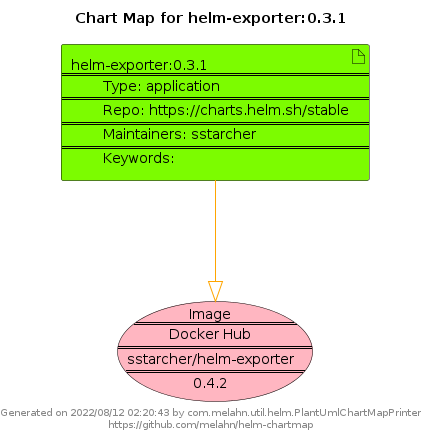 Chart Map for helm-exporter:0.3.1
helm-exporter:0.3.1
Type: application
Repo: https://charts.helm.sh/stable
Maintainers: sstarcher
Keywords:
Image
Docker Hub
sstarcher/helm-exporter
0.4.2
Generated on 2022/08/12 02:20:43 by com.melahn.util.helm.PlantUmlChartMapPrinter
https://github.com/melahn/helm-chartmap